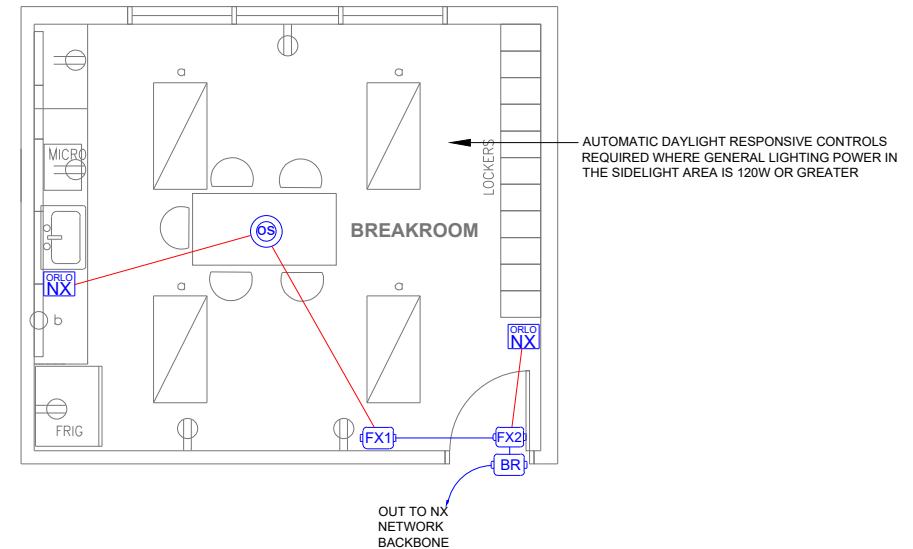 a
a
AUTOMATIC DAYLIGHT RESPONSIVE CONTROLS
REQUIRED WHERE GENERAL LIGHTING POWER IN
THE SIDELIGHT AREA IS 120W OR GREATER
MICRO
LOCKERS
OS
BREAKROOM
ORLO
NX
a
a
b
ORLO
NX
FRIG
FX1
FX2
BR
OUT TO NX
NETWORK
BACKBONE